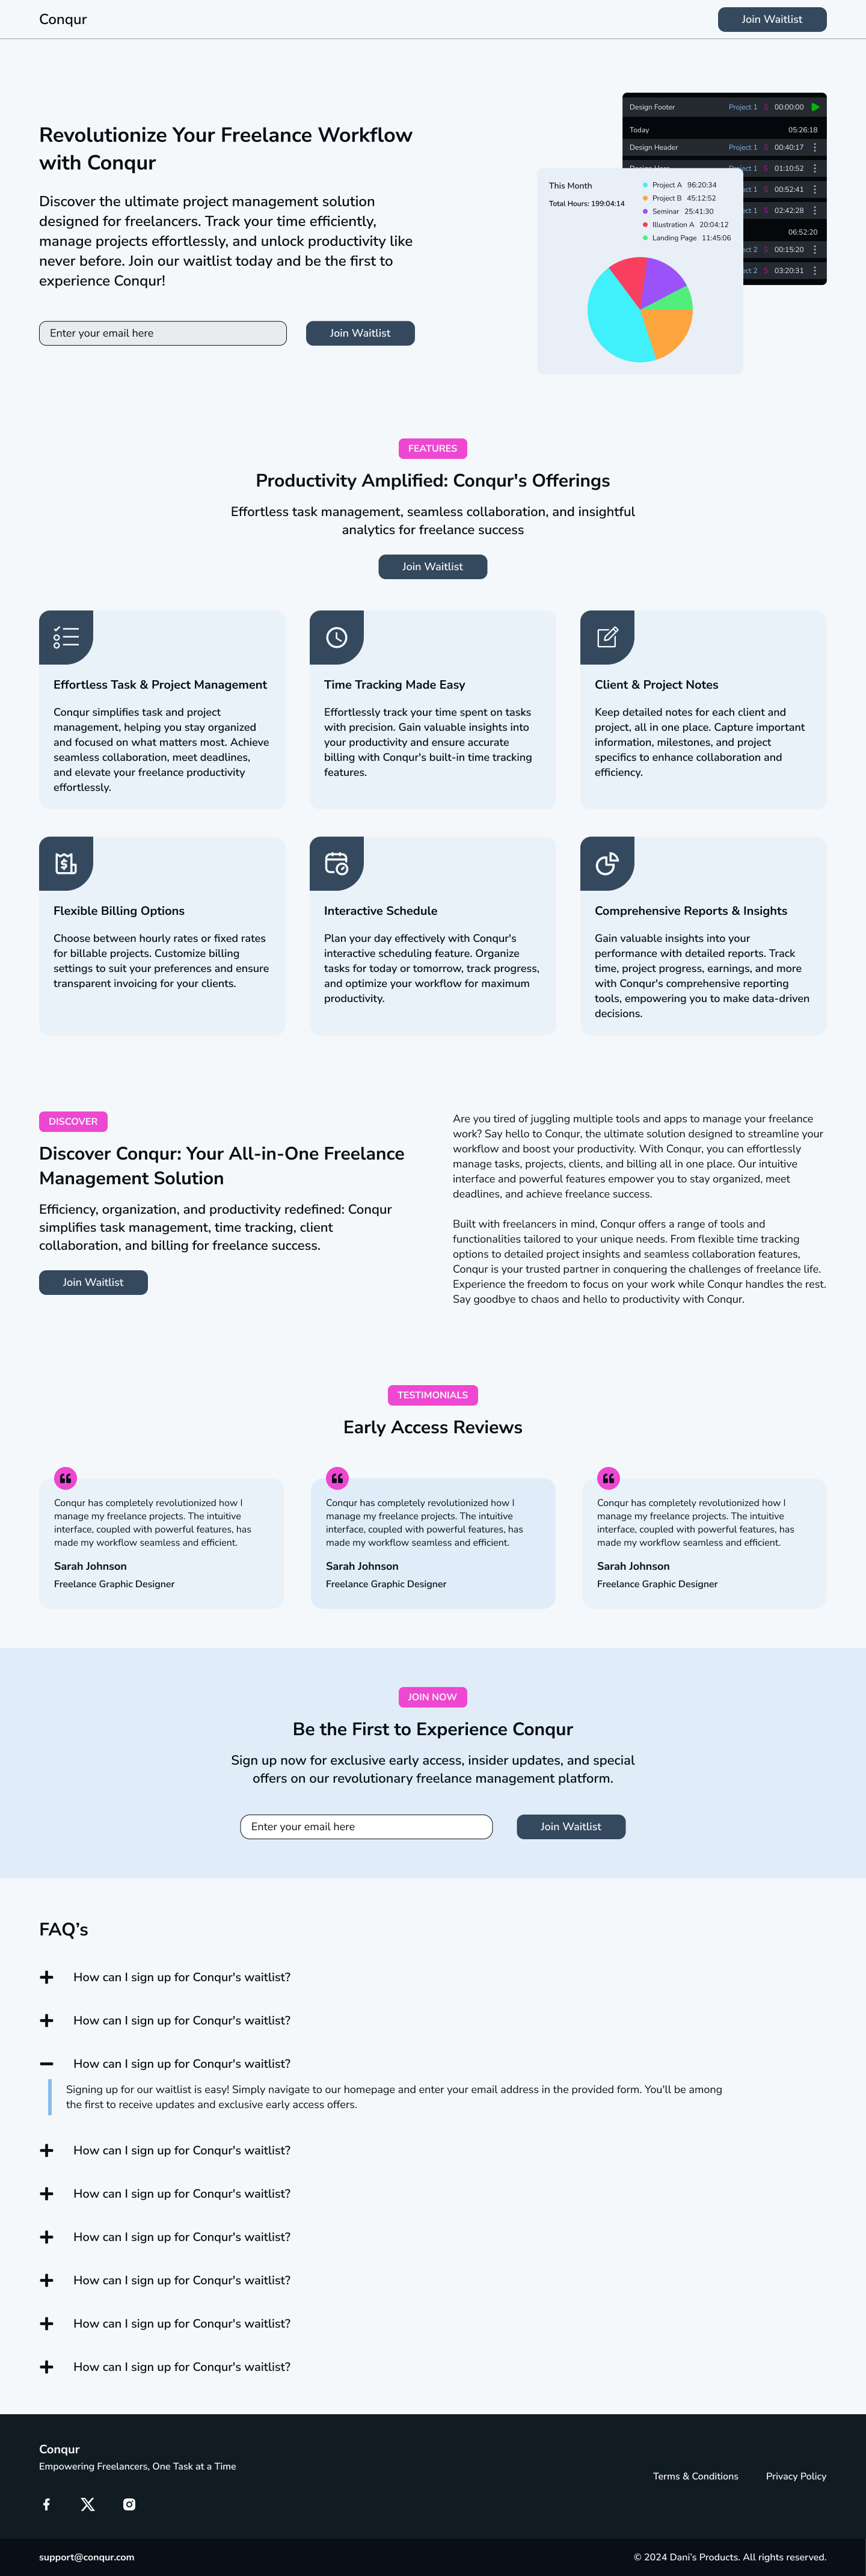 Conqur
Join Waitlist
Revolutionize Your Freelance Workflow
with Conqur
Discover the ultimate project management solution
designed for freelancers. Track your time efficiently,
manage projects effortlessly, and unlock productivity like
never before. Join our waitlist today and be the first to
experience Conqur!
Enter your email here
Join Waitlist
Design Footer Project 1 S 00:00:00
Today 05:26:18
Design Header Project 1 S 00:40:17
Project 1 S 01:10:52
ect 1 S 00:52:41
ect 1 S 02:42:28
06:52:20
ect 2 S 00:15:20
ect 2 S 03:20:31
This Month
Total Hours: 199:04:14
Project A 96:20:34
Project B 45:12:52
Seminar 25:41:30
Illustration A 20:04:12
Landing Page 11:45:06
FEATURES
Productivity Amplified: Conqur's Offerings
Effortless task management, seamless collaboration, and insightful
analytics for freelance success
Join Waitlist
Effortless Task & Project Management
Conqur simplifies task and project
management, helping you stay organized
and focused on what matters most. Achieve
seamless collaboration, meet deadlines,
and elevate your freelance productivity
effortlessly.
Time Tracking Made Easy
Effortlessly track your time spent on tasks
with precision. Gain valuable insights into
your productivity and ensure accurate
billing with Conqur's built-in time tracking
features.
Client & Project Notes
Keep detailed notes for each client and
project, all in one place. Capture important
information, milestones, and project
specifics to enhance collaboration and
efficiency.
Flexible Billing Options
Choose between hourly rates or fixed rates
for billable projects. Customize billing
settings to suit your preferences and ensure
transparent invoicing for your clients.
Interactive Schedule
Plan your day effectively with Conqur's
interactive scheduling feature. Organize
tasks for today or tomorrow, track progress,
and optimize your workflow for maximum
productivity.
Comprehensive Reports & Insights
Gain valuable insights into your
performance with detailed reports. Track
time, project progress, earnings, and more
with Conqur's comprehensive reporting
tools, empowering you to make data-driven
decisions.
DISCOVER
Discover Conqur: Your All-in-One Freelance
Management Solution
Efficiency, organization, and productivity redefined: Conqur
simplifies task management, time tracking, client
collaboration, and billing for freelance success.
Join Waitlist
Are you tired of juggling multiple tools and apps to manage your freelance
work? Say hello to Conqur, the ultimate solution designed to streamline your
workflow and boost your productivity. With Conqur, you can effortlessly
manage tasks, projects, clients, and billing all in one place. Our intuitive
interface and powerful features empower you to stay organized, meet
deadlines, and achieve freelance success.
Built with freelancers in mind, Conqur offers a range of tools and
functionalities tailored to your unique needs. From flexible time tracking
options to detailed project insights and seamless collaboration features,
Conqur is your trusted partner in conquering the challenges of freelance life.
Experience the freedom to focus on your work while Conqur handles the rest.
Say goodbye to chaos and hello to productivity with Conqur.
TESTIMONIALS
Early Access Reviews
Conqur has completely revolutionized how I
manage my freelance projects. The intuitive
interface, coupled with powerful features, has
made my workflow seamless and efficient.
Sarah Johnson
Freelance Graphic Designer
Conqur has completely revolutionized how I
manage my freelance projects. The intuitive
interface, coupled with powerful features, has
made my workflow seamless and efficient.
Sarah Johnson
Freelance Graphic Designer
Conqur has completely revolutionized how I
manage my freelance projects. The intuitive
interface, coupled with powerful features, has
made my workflow seamless and efficient.
Sarah Johnson
Freelance Graphic Designer
JOIN NOW
Be the First to Experience Conqur
Sign up now for exclusive early access, insider updates, and special
offers on our revolutionary freelance management platform.
Enter your email here
Join Waitlist
FAQ’s
How can I sign up for Conqur's waitlist?
How can I sign up for Conqur's waitlist?
How can I sign up for Conqur's waitlist?
Signing up for our waitlist is easy! Simply navigate to our homepage and enter your email address in the provided form. You'll be among
the first to receive updates and exclusive early access offers.
How can I sign up for Conqur's waitlist?
How can I sign up for Conqur's waitlist?
How can I sign up for Conqur's waitlist?
How can I sign up for Conqur's waitlist?
How can I sign up for Conqur's waitlist?
How can I sign up for Conqur's waitlist?
Conqur
Empowering Freelancers, One Task at a Time
Terms & Conditions
Privacy Policy
support@conqur.com
© 2024 Dani’s Products. All rights reserved.